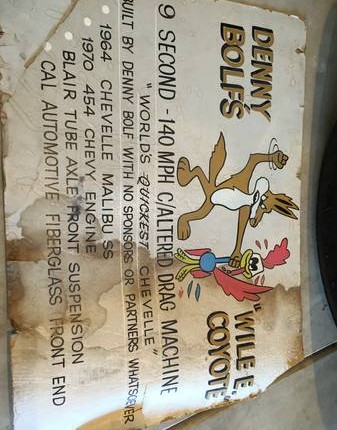 DENNY BOLF'S
"WILE E. COYOTE"
9 SECOND -140 MPH C/ALTERED DRAG MACHINE
"WORLD'S QUICKEST CHEVELLE"
BUILT BY DENNY BOLF WITH NO SPONSORS OR PARTNERS WHATSOEVER
• 1964 CHEVELLE MALIBU SS
• 1970 454 CHEVY ENGINE
• BLAIR TUBE AXLE FRONT SUSPENSION
• CAL AUTOMOTIVE FIBERGLASS FRONT END